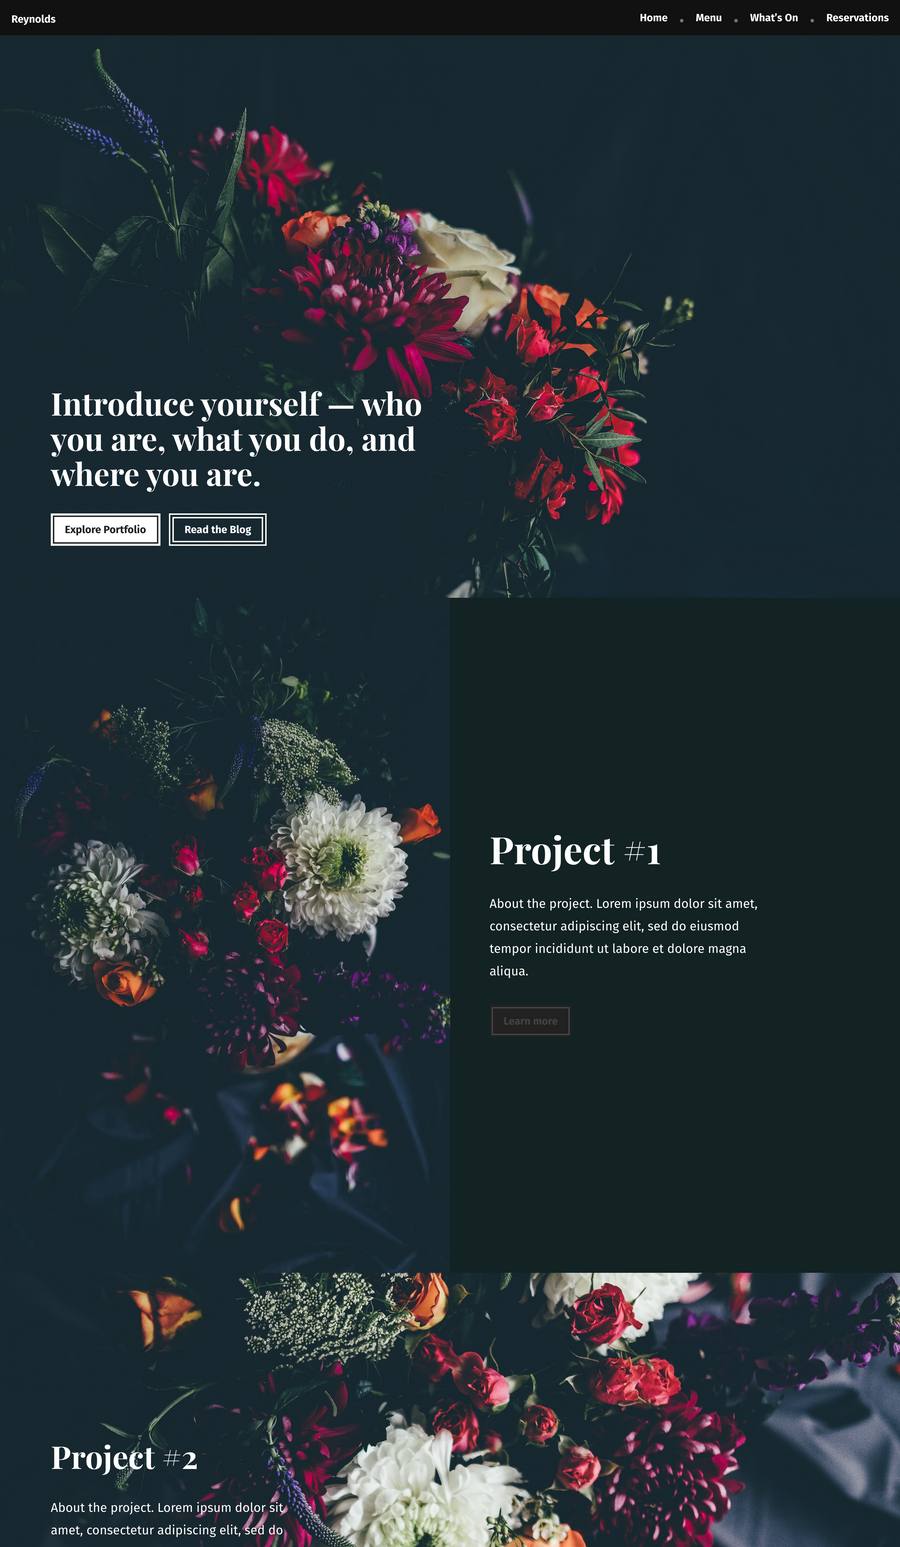 Reynolds
Home
Menu
What's On
Reservations
Introduce yourself — who
you are, what you do, and
where you are.
Explore Portfolio
Read the Blog
Project #1
About the project. Lorem ipsum dolor sit amet,
consectetur adipiscing elit, sed do eiusmod
tempor incididunt ut labore et dolore magna
aliqua.
Learn more
Project #2
About the project. Lorem ipsum dolor sit
amet, consectetur adipiscing elit, sed do